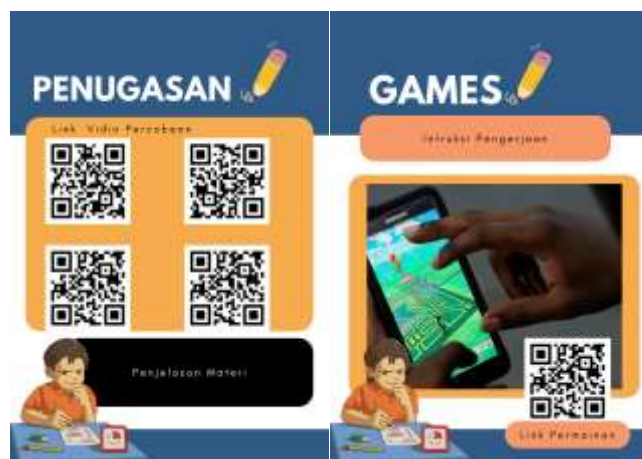 PENUGASAN
Link Vidio Percobaan
Penjelasan Materi
GAMES
Intruksi Pengerjaan
Link Permainan